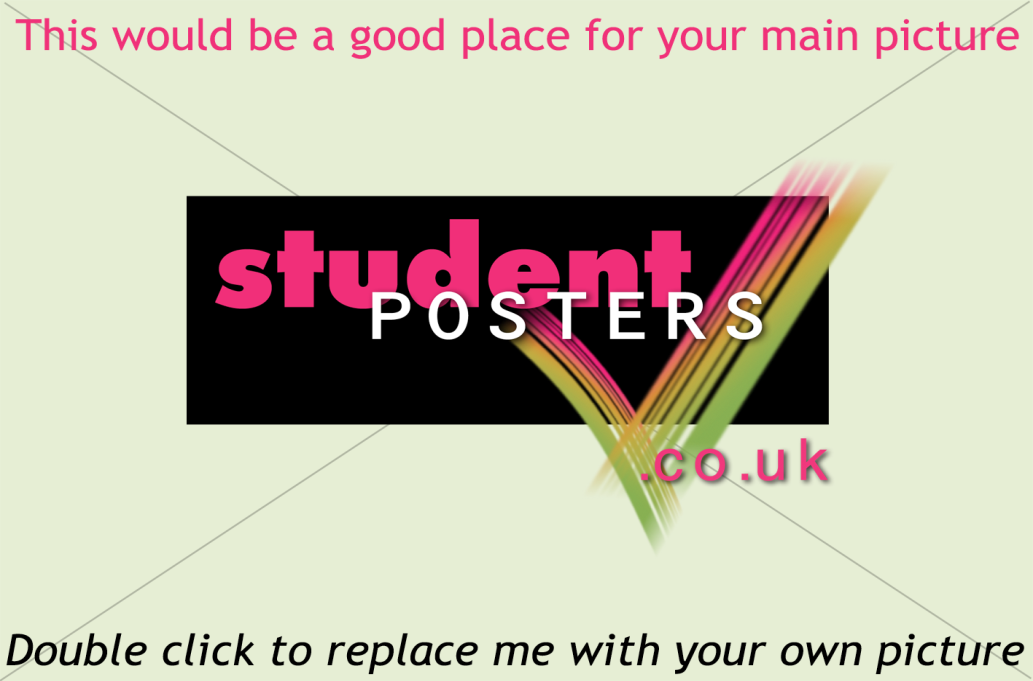 This would be a good place for your main picture
student
POSTERS
.co.uk
Double click to replace me with your own picture